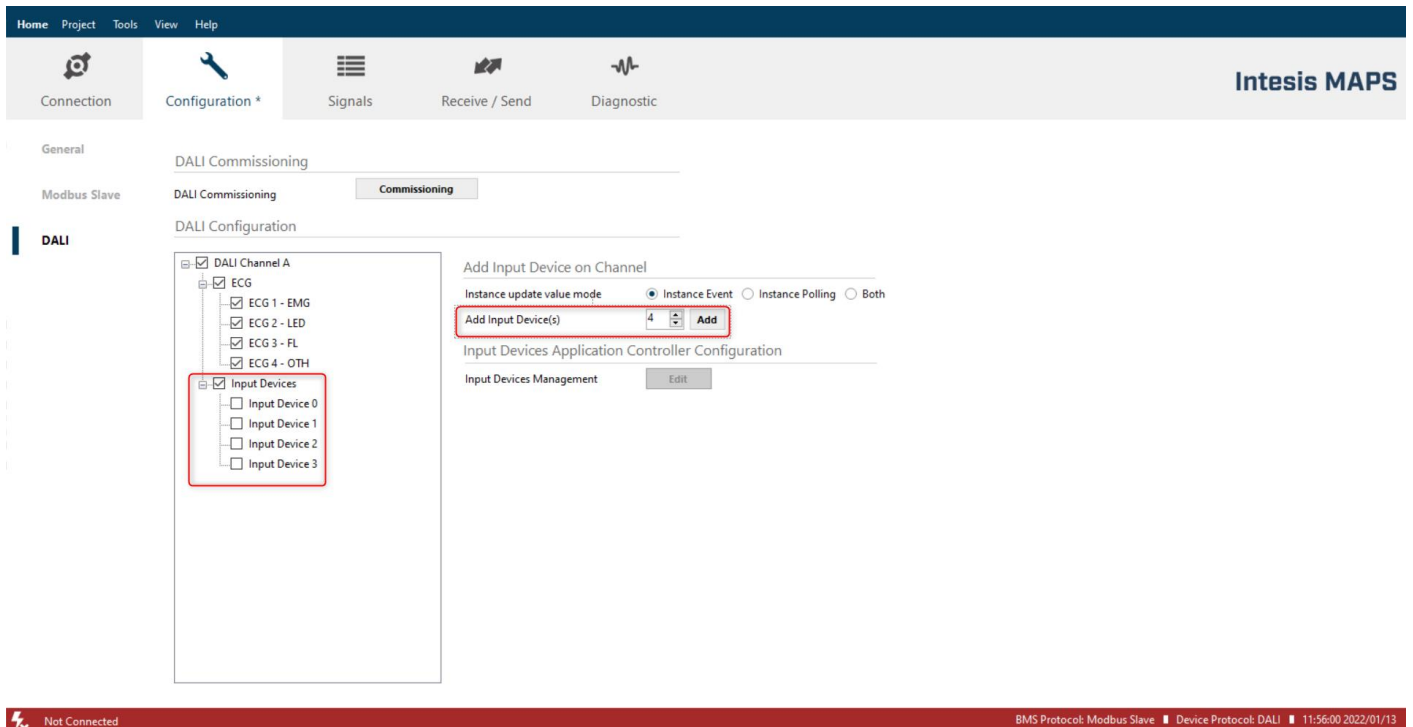 Home Project Tools View Help
Connection Configuration * Signals Receive / Send Diagnostic
Intesis MAPS
General
Modbus Slave
DALI
DALI Commissioning
DALI Commissioning Commissioning
DALI Configuration
DALI Channel A
ECG
ECG 1 - EMG
ECG 2 - LED
ECG 3 - FL
ECG 4 - OTH
Input Devices
Input Device 0
Input Device 1
Input Device 2
Input Device 3
Add Input Device on Channel
Instance update value mode Instance Event Instance Polling Both
Add Input Device(s) 4 Add
Input Devices Application Controller Configuration
Input Devices Management Edit
Not Connected
BMS Protocol: Modbus Slave Device Protocol: DALI 11:56:00 2022/01/13